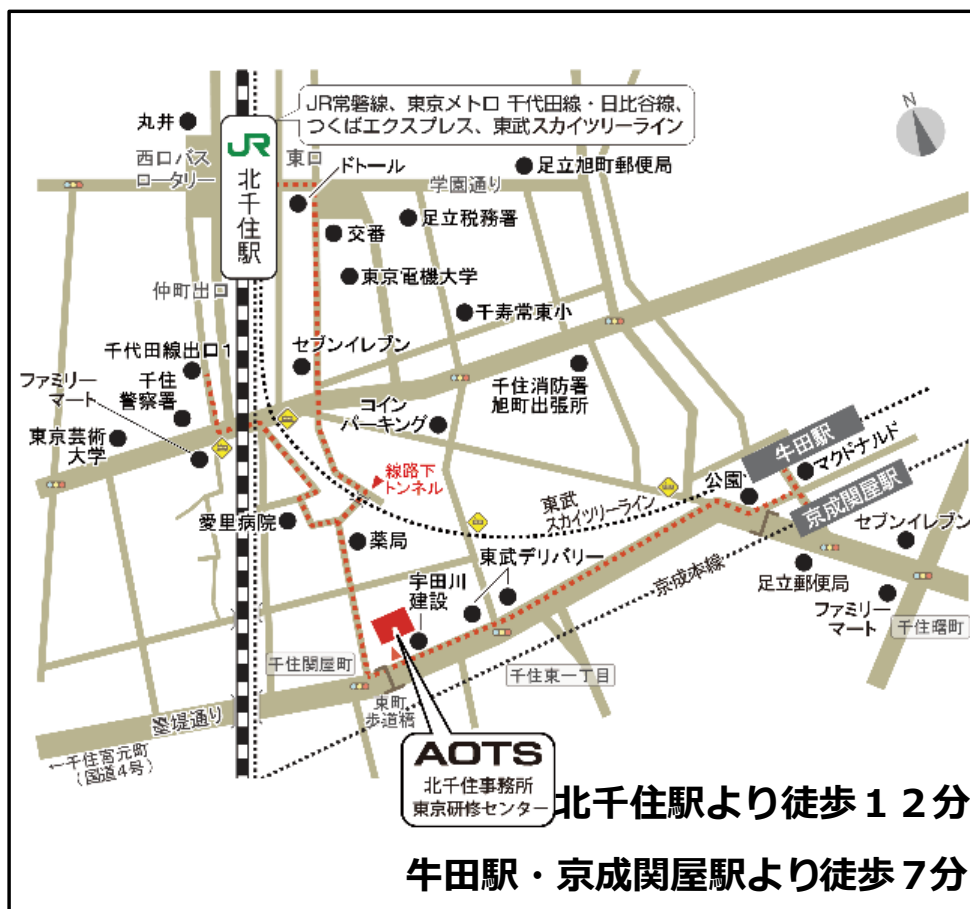 JR常磐線、東京メトロ 千代田線・日比谷線、
つくばエクスプレス、東武スカイツリーライン
N
丸井
JR
北千住駅
西口バス
ロータリー
東口
ドトール
足立旭町郵便局
学園通り
足立税務署
交番
東京電機大学
仲町出口
千寿常東小
千代田線出口1
セブンイレブン
ファミリー
マート
千住
警察署
千住消防署
旭町出張所
コイン
パーキング
東京芸術
大学
牛田駅
マクドナルド
線路下
トンネル
公園
京成関屋駅
東武
スカイツリーライン
セブンイレブン
愛里病院
薬局
東武デリバリー
京成本線
足立郵便局
宇田川
建設
ファミリー
マート
千住曙町
千住関屋町
千住東一丁目
東町
歩道橋
墨堤通り
←千住宮元町
(国道4号)
AOTS
北千住事務所
東京研修センター
北千住駅より徒歩１２分
牛田駅・京成関屋駅より徒歩７分